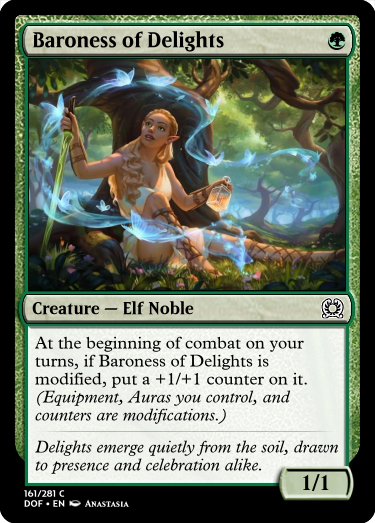 Baroness of Delights
Creature — Elf Noble
At the beginning of combat on your
turns, if Baroness of Delights is
modified, put a +1/+1 counter on it.
(Equipment, Auras you control, and
counters are modifications.)
Delights emerge quietly from the soil, drawn
to presence and celebration alike.
1/1
161/281 C
DOF • EN Anastasia